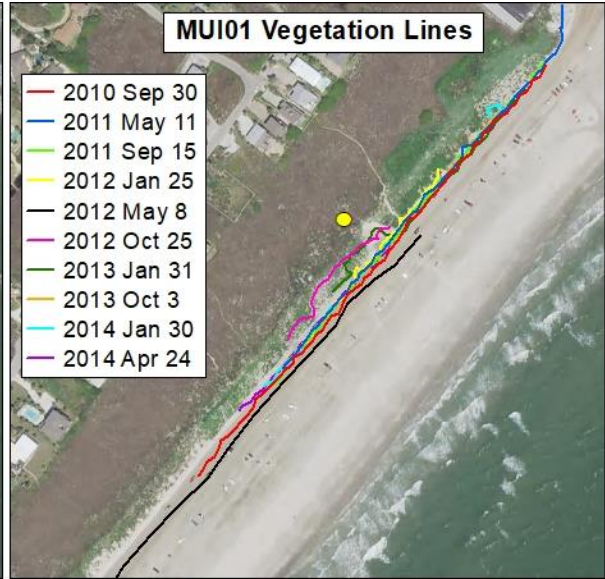 MUI01 Vegetation Lines
2010 Sep 30
2011 May 11
2011 Sep 15
2012 Jan 25
2012 May 8
2012 Oct 25
2013 Jan 31
2013 Oct 3
2014 Jan 30
2014 Apr 24